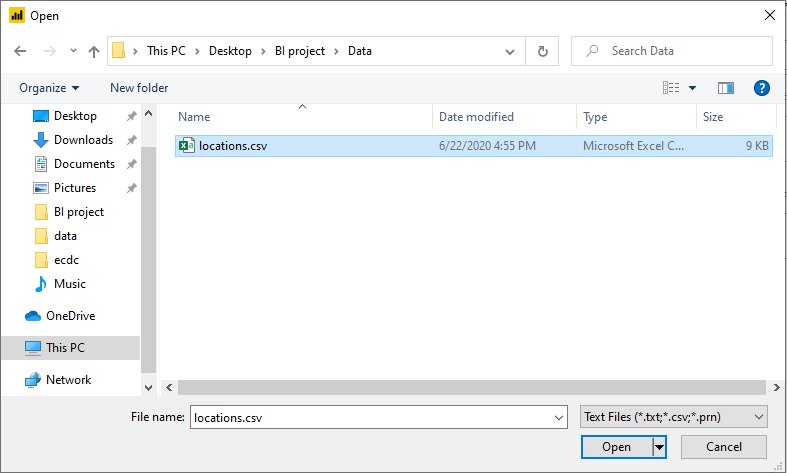 Open
This PC > Desktop > BI project > Data
Search Data
Organize
New folder
Name
Date modified
Type
Size
locations.csv
6/22/2020 4:55 PM
Microsoft Excel C...
9 KB
Desktop
Downloads
Documents
Pictures
BI project
data
ecdc
Music
OneDrive
This PC
Network
File name:
locations.csv
Text Files (*.txt;*.csv;*.prn)
Open
Cancel